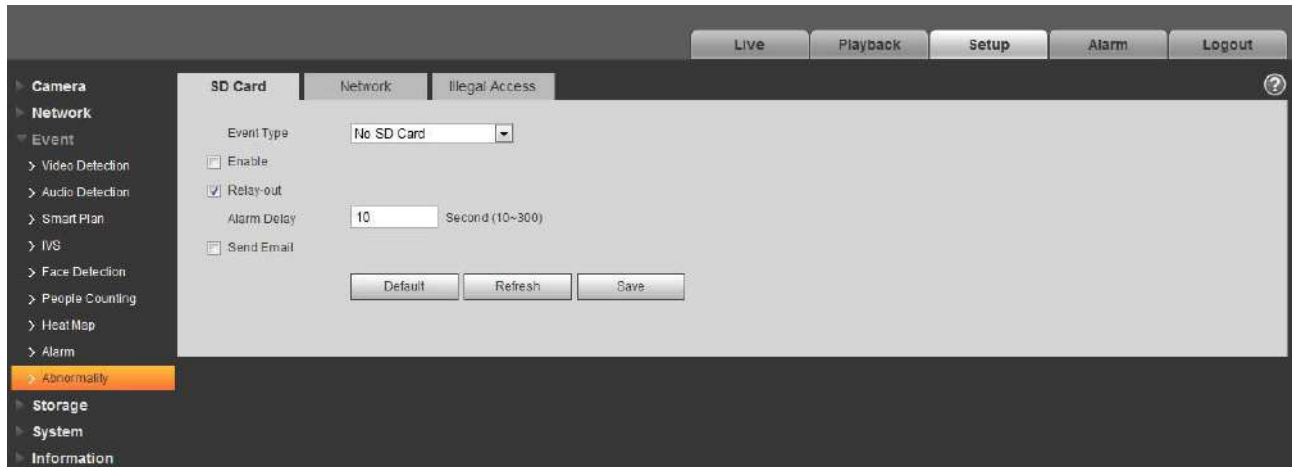 Live Playback Setup Alarm Logout
Camera
Network
Event
Video Detection
Audio Detection
Smart Plan
IVS
Face Detection
People Counting
Heat Map
Alarm
Abnormality
Storage
System
Information
SD Card Network Illegal Access
?
Event Type No SD Card
Enable
Relay-out
Alarm Delay 10 Second (10~300)
Send Email
Default Refresh Save